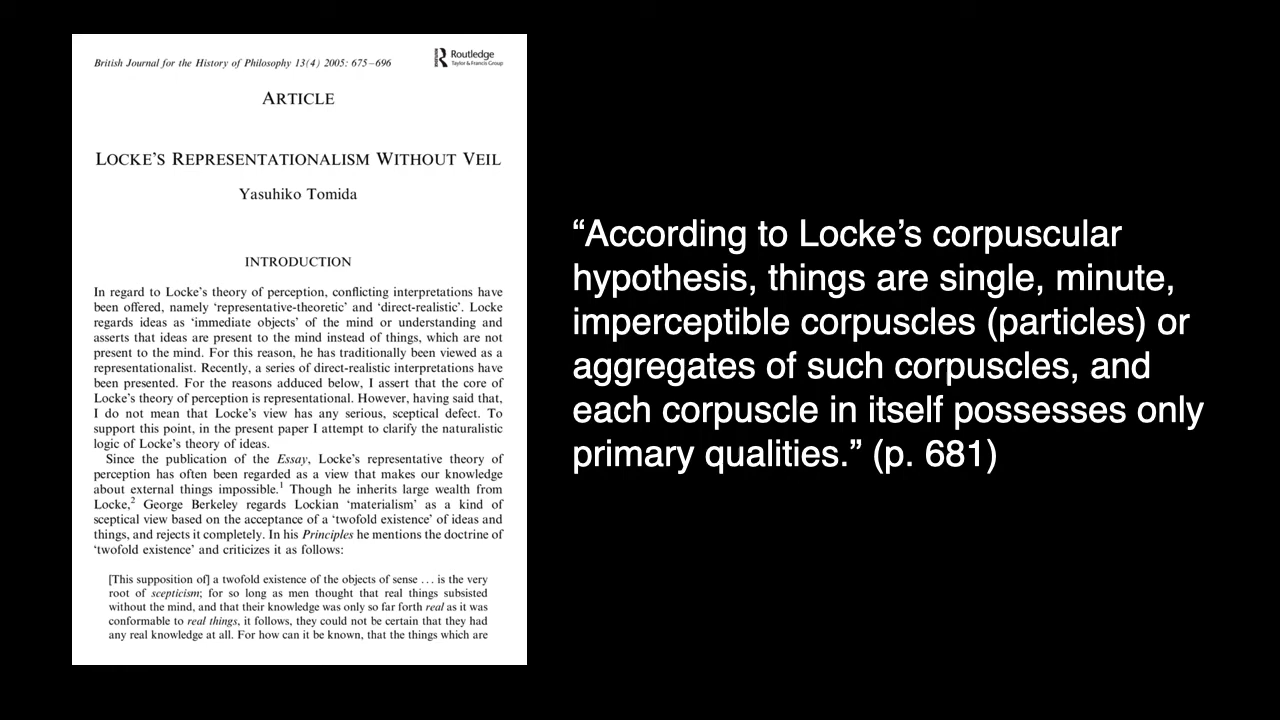 British Journal for the History of Philosophy 13(4) 2005: 675–696
Routledge
Taylor & Francis Group
ARTICLE
LOCKE'S REPRESENTATIONALISM WITHOUT VEIL
Yasuhiko Tomida
INTRODUCTION
In regard to Locke's theory of perception, conflicting interpretations have
been offered, namely 'representative-theoretic' and 'direct-realistic'. Locke
regards ideas as 'immediate objects' of the mind or understanding and
asserts that ideas are present to the mind instead of things, which are not
present to the mind. For this reason, he has traditionally been viewed as a
representationalist. Recently, a series of direct-realistic interpretations have
been presented. For the reasons adduced below, I assert that the core of
Locke's theory of perception is representational. However, having said that,
I do not mean that Locke's view has any serious, sceptical defect. To
support this point, in the present paper I attempt to clarify the naturalistic
logic of Locke's theory of ideas.
Since the publication of the Essay, Locke's representative theory of
perception has often been regarded as a view that makes our knowledge
about external things impossible.1 Though he inherits large wealth from
Locke,2 George Berkeley regards Lockian 'materialism' as a kind of
sceptical view based on the acceptance of a 'twofold existence' of ideas and
things, and rejects it completely. In his Principles he mentions the doctrine of
'twofold existence' and criticizes it as follows:
[This supposition of] a twofold existence of the objects of sense . . . is the very
root of scepticism; for so long as men thought that real things subsisted
without the mind, and that their knowledge was only so far forth real as it was
conformable to real things, it follows, they could not be certain that they had
any real knowledge at all. For how can it be known, that the things which are
“According to Locke’s corpuscular
hypothesis, things are single, minute,
imperceptible corpuscles (particles) or
aggregates of such corpuscles, and
each corpuscle in itself possesses only
primary qualities.” (p. 681)